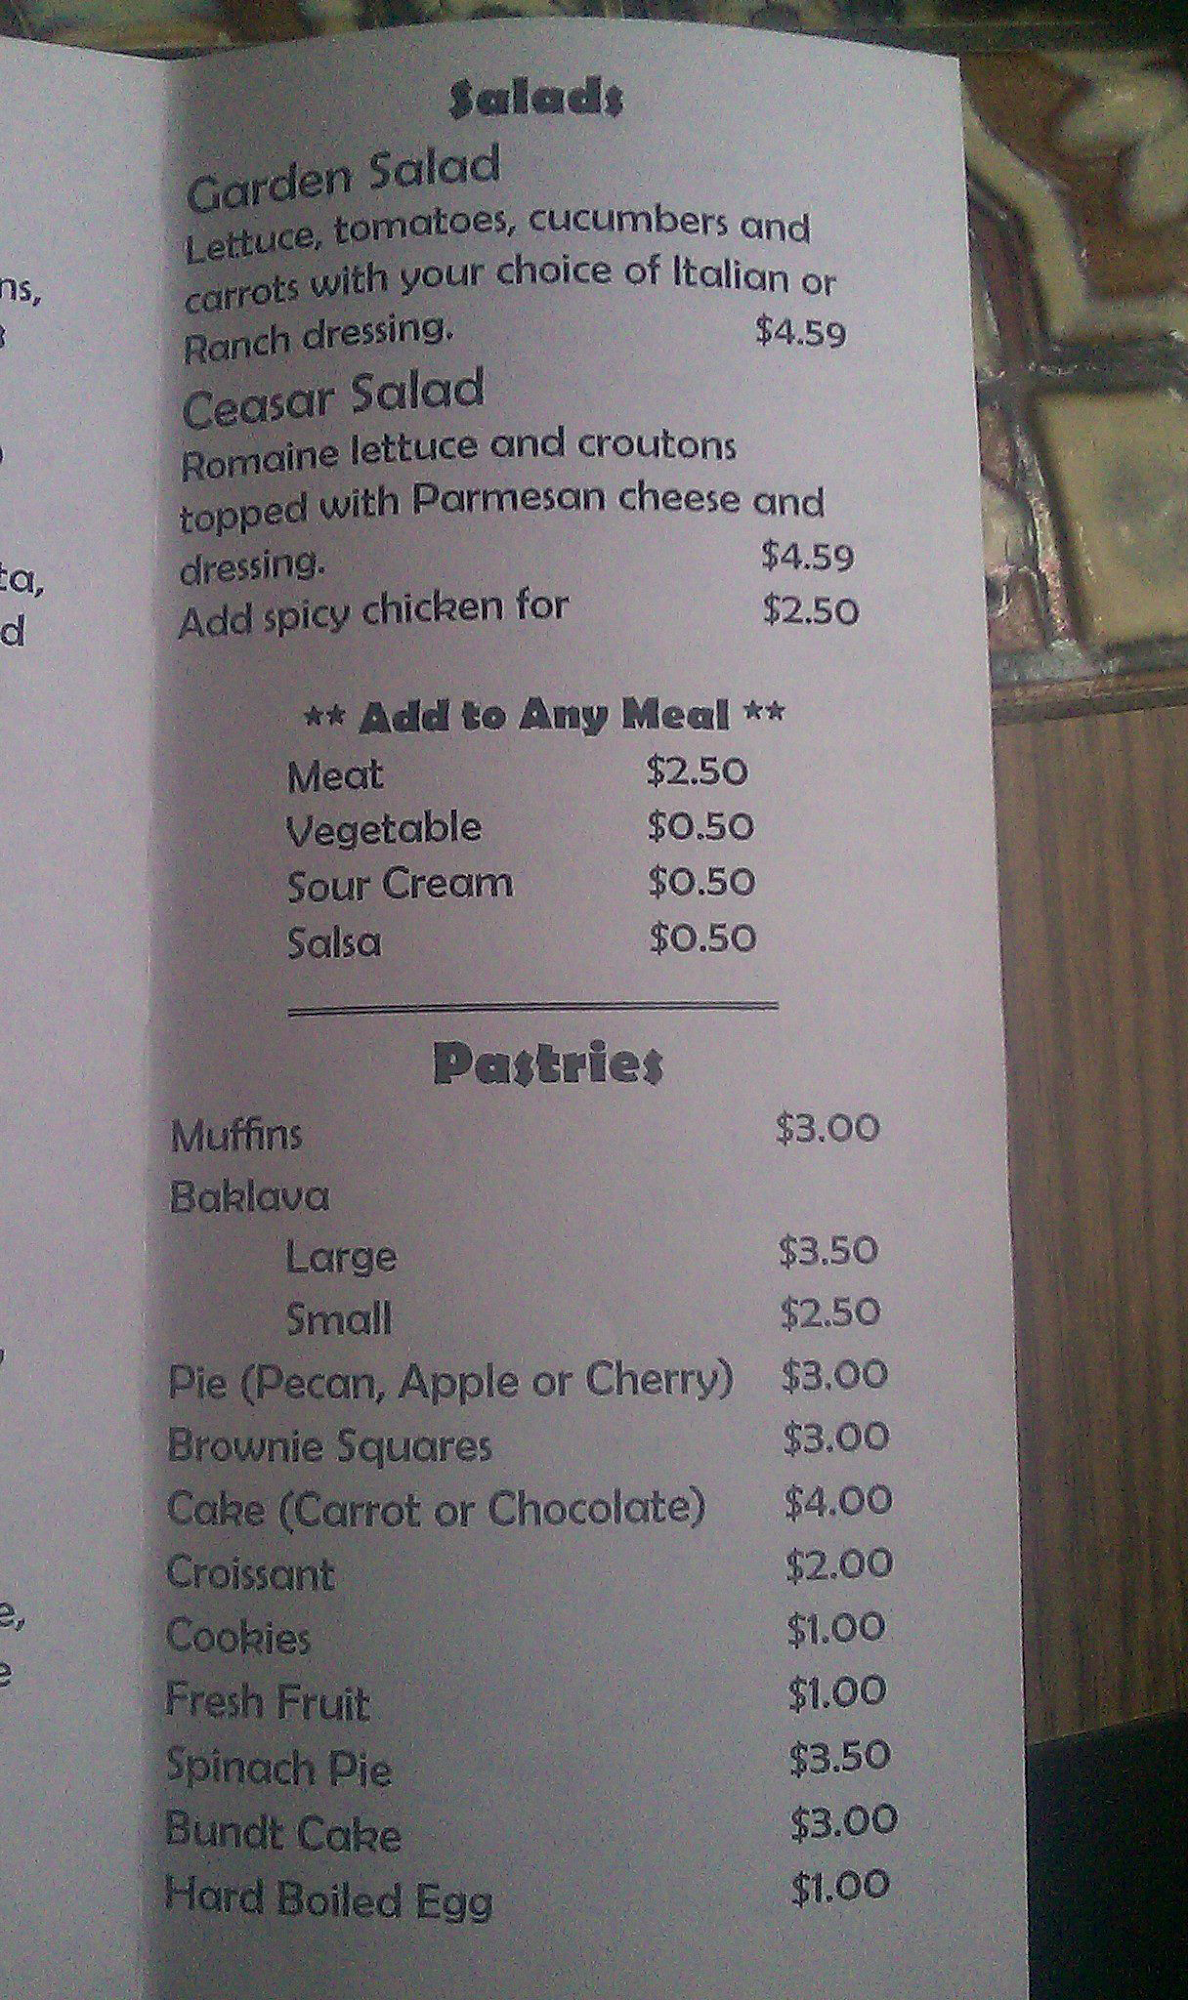 Salads
Garden Salad
Lettuce, tomatoes, cucumbers and
carrots with your choice of Italian or
Ranch dressing. $4.59
Ceasar Salad
Romaine lettuce and croutons
topped with Parmesan cheese and
dressing. $4.59
Add spicy chicken for $2.50
** Add to Any Meal **
Meat $2.50
Vegetable $0.50
Sour Cream $0.50
Salsa $0.50
Pastries
Muffins $3.00
Baklava
Large $3.50
Small $2.50
Pie (Pecan, Apple or Cherry) $3.00
Brownie Squares $3.00
Cake (Carrot or Chocolate) $4.00
Croissant $2.00
Cookies $1.00
Fresh Fruit $1.00
Spinach Pie $3.50
Bundt Cake $3.00
Hard Boiled Egg $1.00